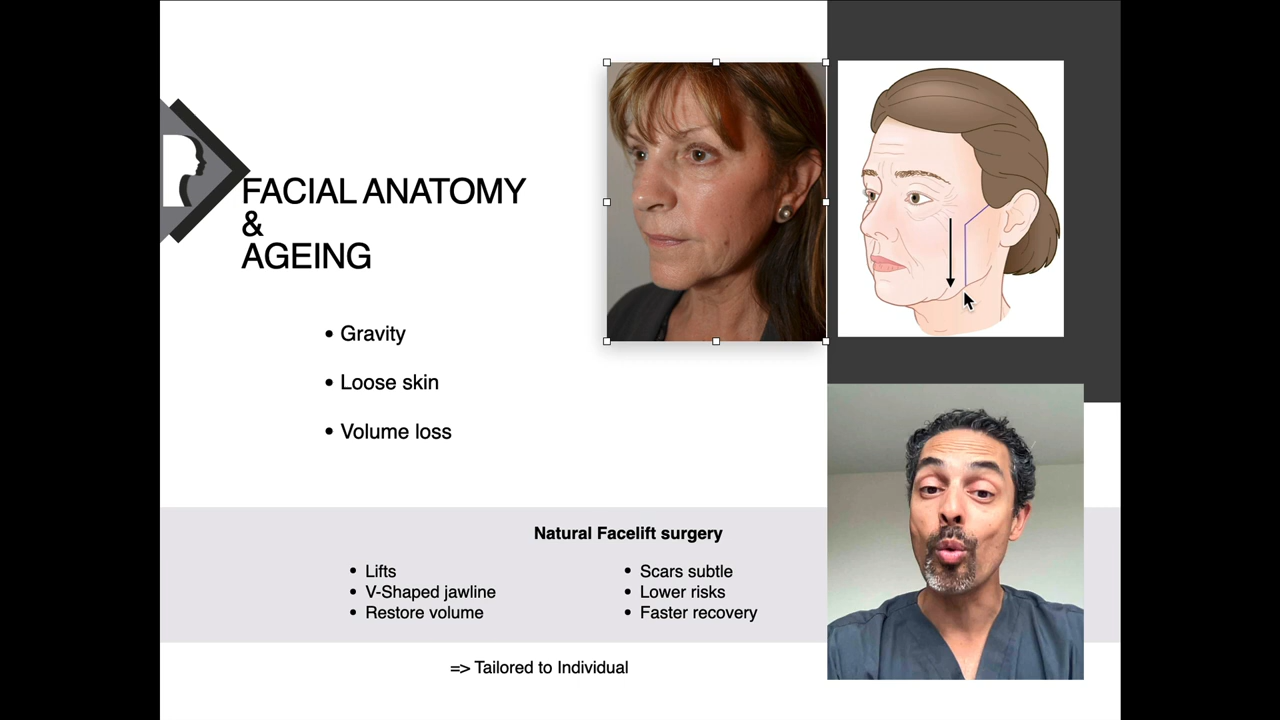 FACIAL ANATOMY
&
AGEING
• Gravity
• Loose skin
• Volume loss
Natural Facelift surgery
• Lifts
• V-Shaped jawline
• Restore volume
• Scars subtle
• Lower risks
• Faster recovery
=> Tailored to Individual